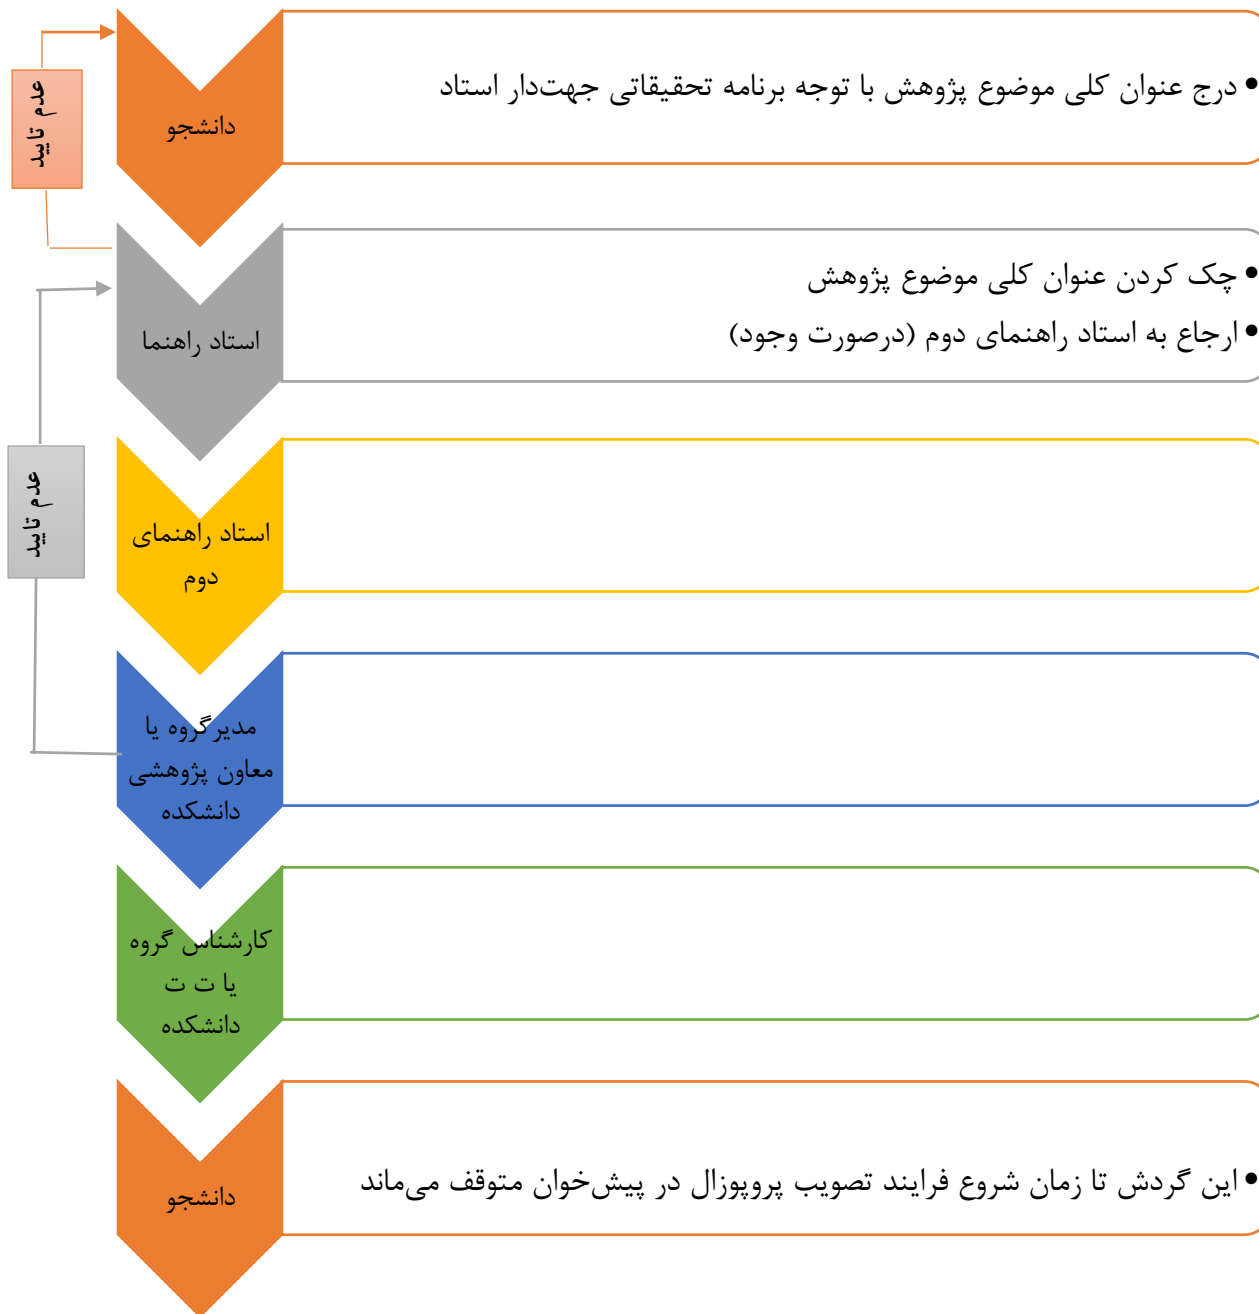 درج عنوان کلی موضوع پژوهش با توجه برنامه تحقیقاتی جهت‌دار استاد
دانشجو
عدم تایید
چک کردن عنوان کلی موضوع پژوهش
ارجاع به استاد راهنمای دوم (درصورت وجود)
استاد راهنما
عدم تایید
استاد راهنمای
دوم
مدیرگروه یا
معاون پژوهشی
دانشکده
کارشناس گروه
یا ت ت
دانشکده
این گردش تا زمان شروع فرایند تصویب پروپوزال در پیش‌خوان متوقف می‌ماند
دانشجو